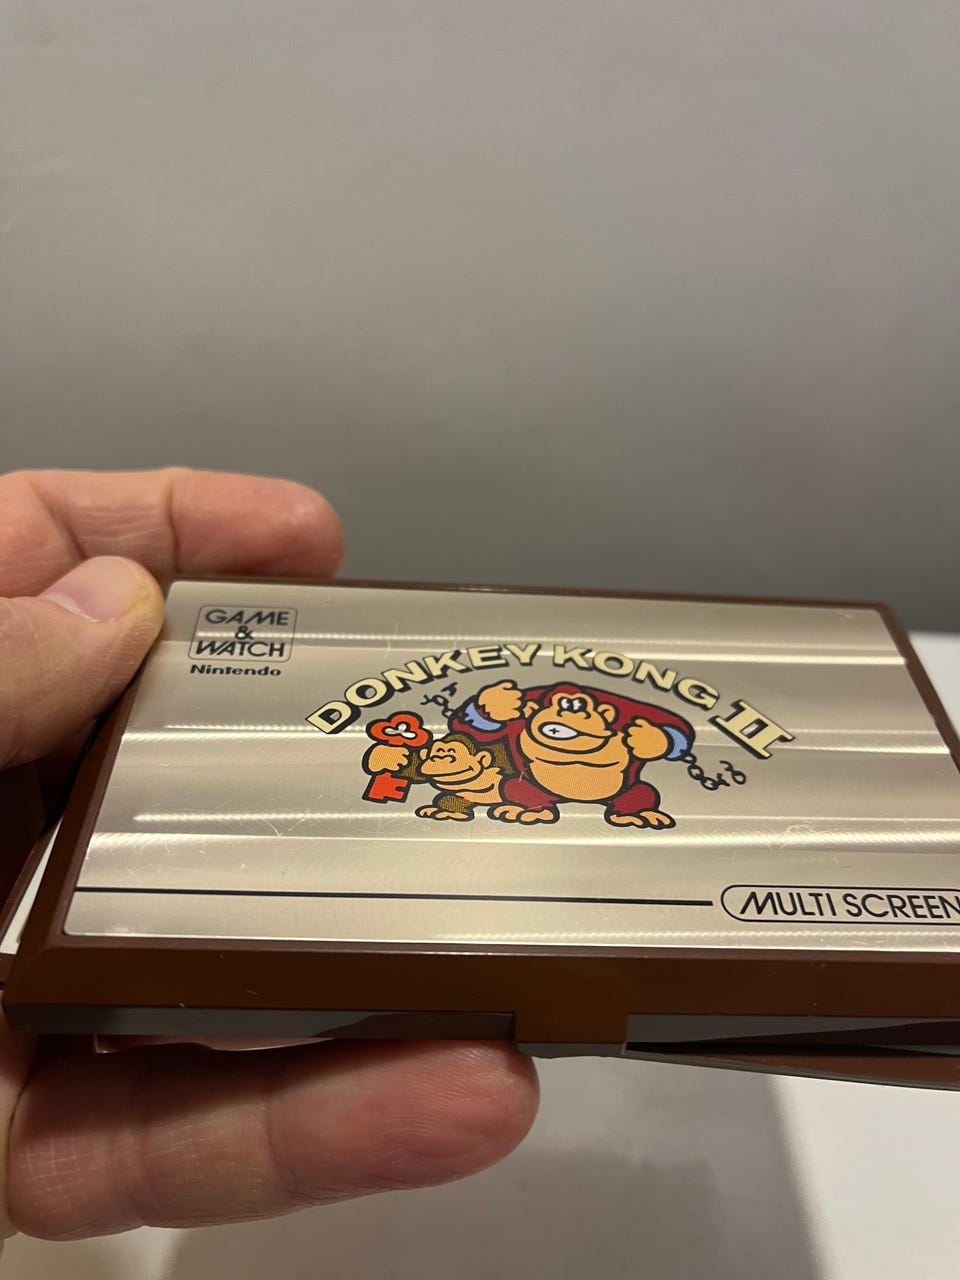 GAME
&
WATCH
Nintendo
DONKEY KONG II
MULTI SCREEN